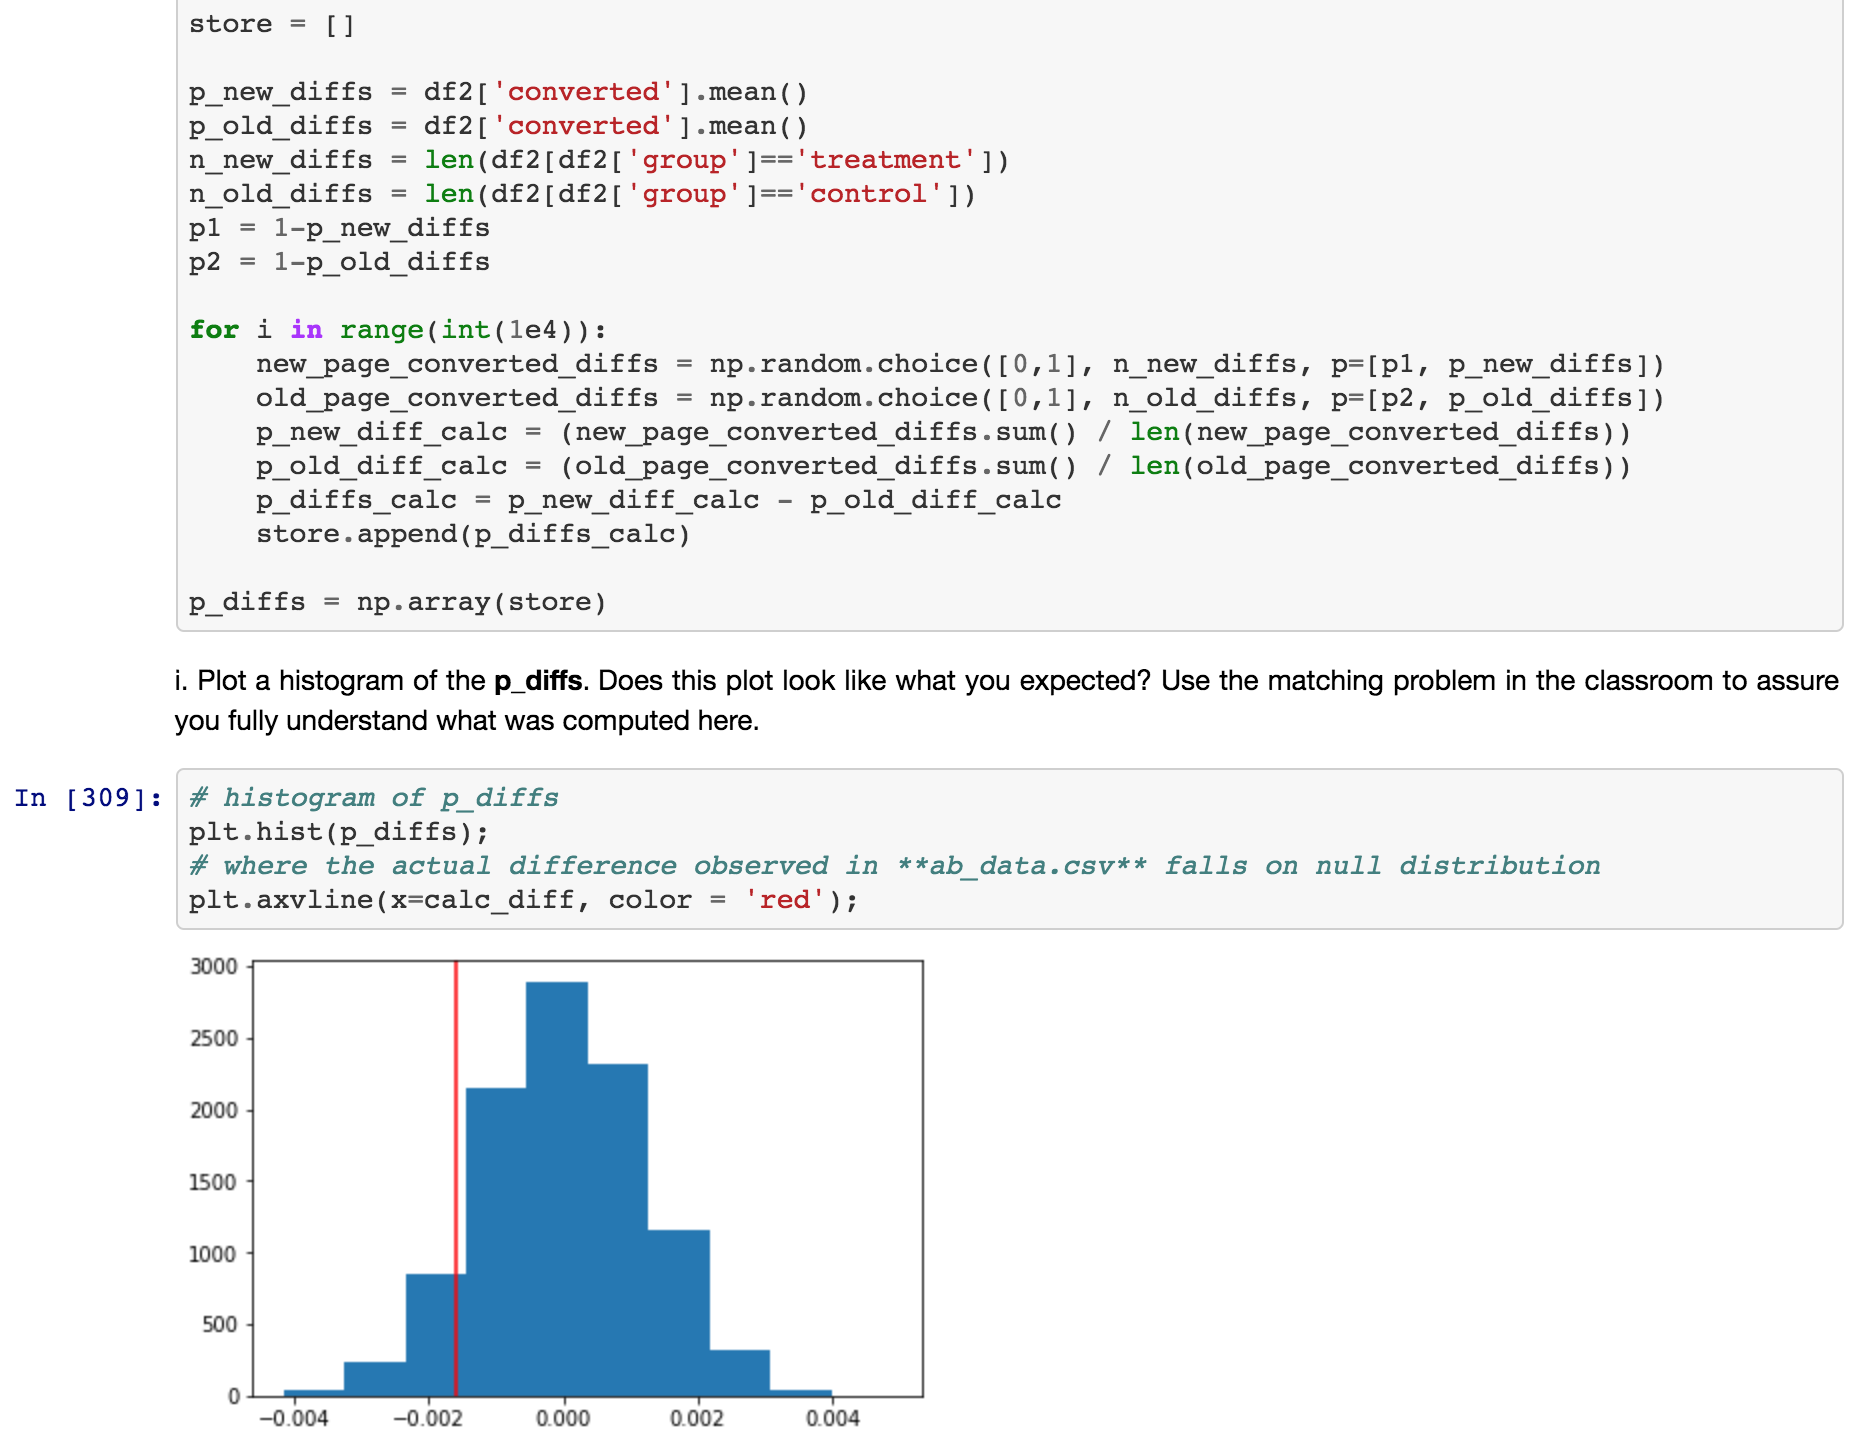 store = []
p_new_diffs = df2['converted'].mean()
p_old_diffs = df2['converted'].mean()
n_new_diffs = len(df2[df2['group']=='treatment'])
n_old_diffs = len(df2[df2['group']=='control'])
p1 = 1-p_new_diffs
p2 = 1-p_old_diffs
for i in range(int(1e4)):
    new_page_converted_diffs = np.random.choice([0,1], n_new_diffs, p=[p1, p_new_diffs])
    old_page_converted_diffs = np.random.choice([0,1], n_old_diffs, p=[p2, p_old_diffs])
    p_new_diff_calc = (new_page_converted_diffs.sum() / len(new_page_converted_diffs))
    p_old_diff_calc = (old_page_converted_diffs.sum() / len(old_page_converted_diffs))
    p_diffs_calc = p_new_diff_calc - p_old_diff_calc
    store.append(p_diffs_calc)
p_diffs = np.array(store)
i. Plot a histogram of the p_diffs. Does this plot look like what you expected? Use the matching problem in the classroom to assure
you fully understand what was computed here.
In [309]:
# histogram of p_diffs
plt.hist(p_diffs);
# where the actual difference observed in **ab_data.csv** falls on null distribution
plt.axvline(x=calc_diff, color = 'red');
3000
2500
2000
1500
1000
500
0
−0.004 −0.002 0.000 0.002 0.004